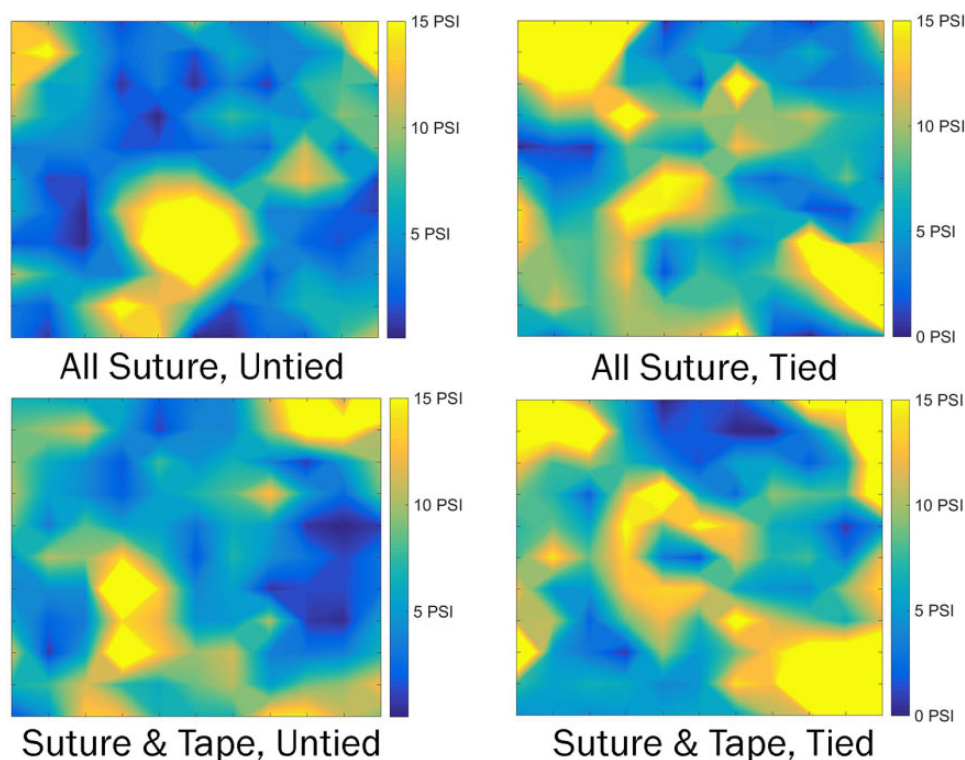 15 PSI
10 PSI
5 PSI
All Suture, Untied
15 PSI
10 PSI
5 PSI
0 PSI
All Suture, Tied
15 PSI
10 PSI
5 PSI
Suture & Tape, Untied
15 PSI
10 PSI
5 PSI
0 PSI
Suture & Tape, Tied